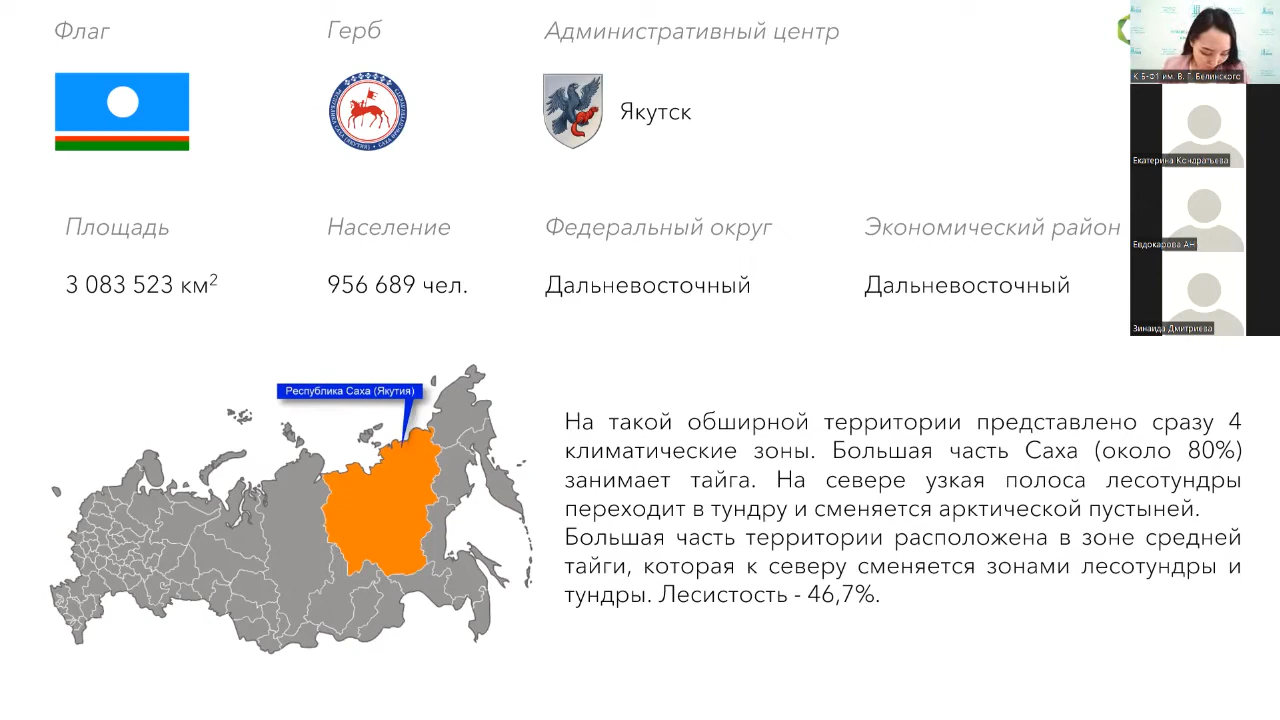 Флаг
Герб
Административный центр
Якутск
Площадь
Население
Федеральный округ
Экономический район
3 083 523 км²
956 689 чел.
Дальневосточный
Дальневосточный
Республика Саха (Якутия)
На такой обширной территории представлено сразу 4
климатические зоны. Большая часть Саха (около 80%)
занимает тайга. На севере узкая полоса лесотундры
переходит в тундру и сменяется арктической пустыней.
Большая часть территории расположена в зоне средней
тайги, которая к северу сменяется зонами лесотундры и
тундры. Лесистость - 46,7%.
им. В. Г. Белинского
Екатерина Кондратьева
Евдокарова АН
Зинаида Дмитриева